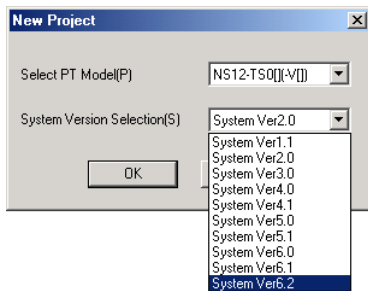 New Project
Select PT Model(P)
NS12-TS0[](-V[])
System Version Selection(S)
System Ver2.0
OK
System Ver1.1
System Ver2.0
System Ver3.0
System Ver4.0
System Ver4.1
System Ver5.0
System Ver5.1
System Ver6.0
System Ver6.1
System Ver6.2